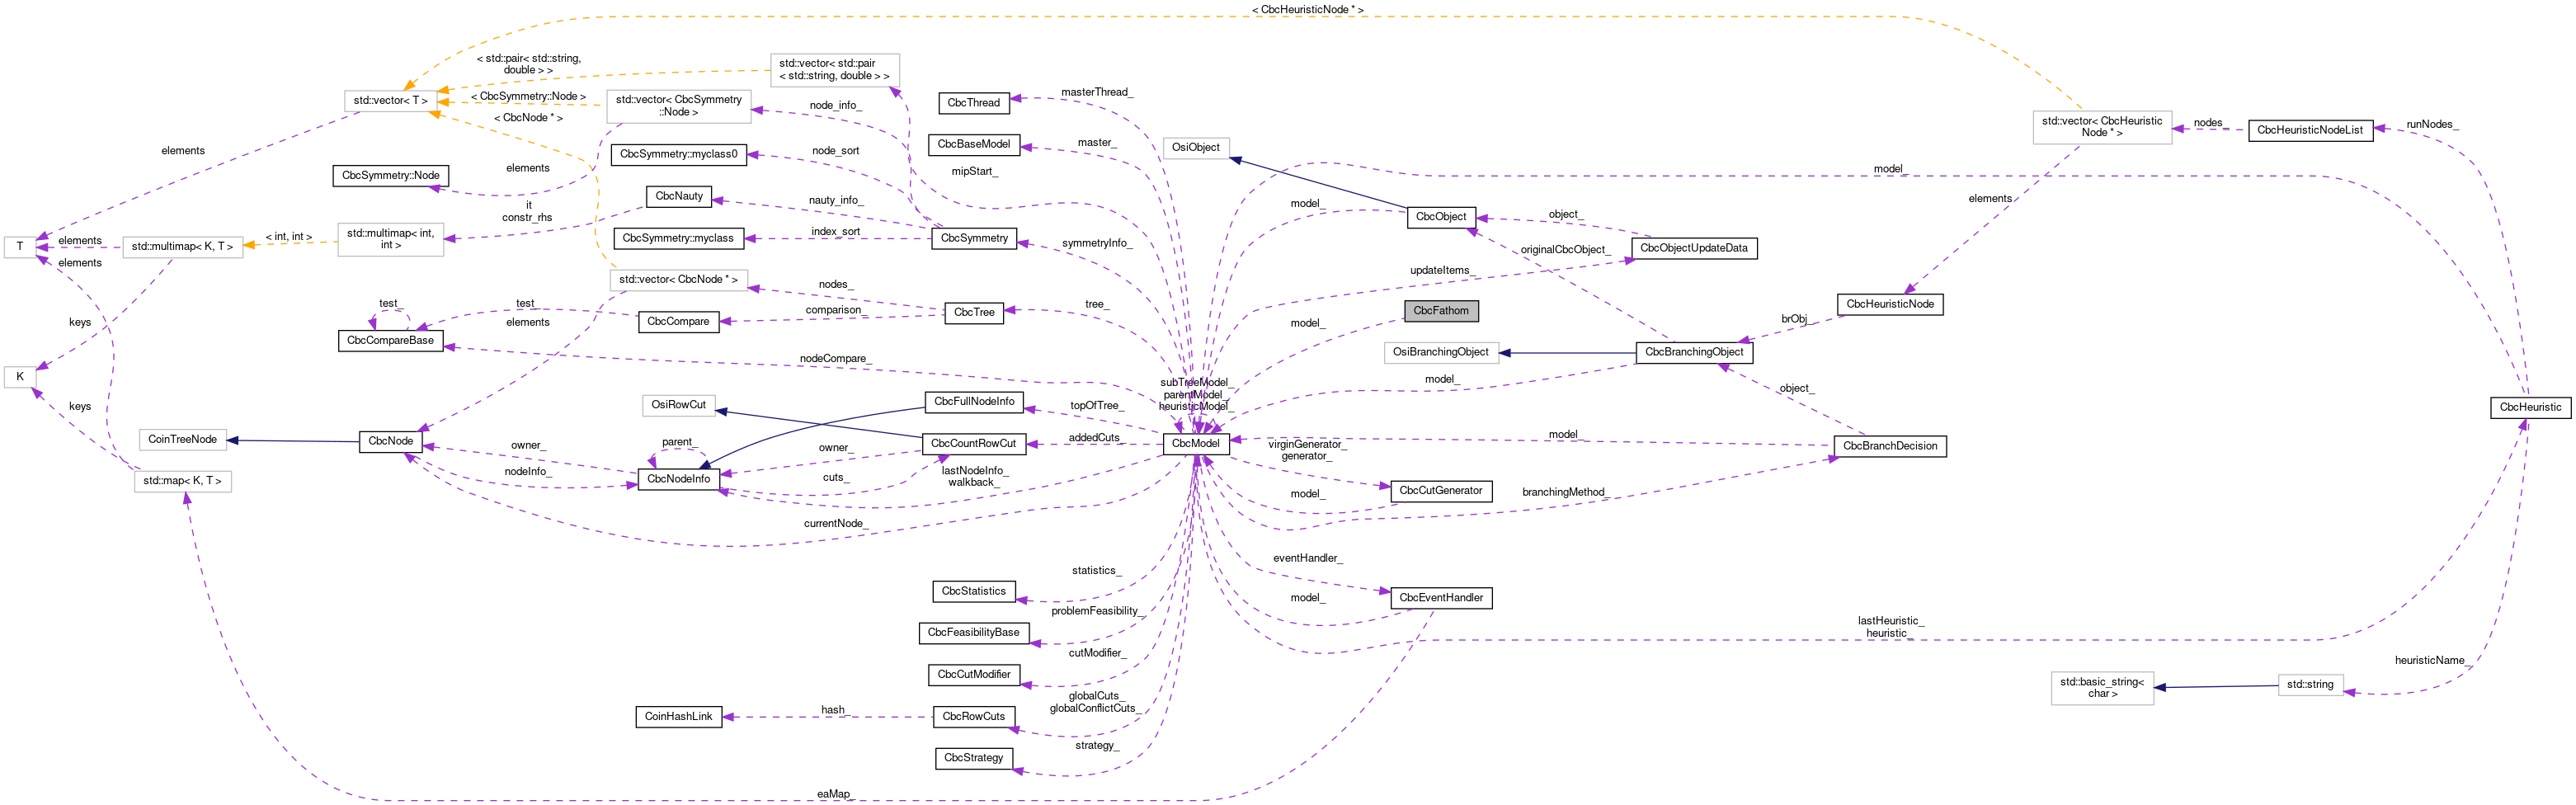 < CbcHeuristicNode * >
< std::pair< std::string,
double > >
std::vector< std::pair
< std::string, double > >
std::vector< T >
< CbcSymmetry::Node >
std::vector< CbcSymmetry
::Node >
node_info_
CbcThread
masterThread_
< CbcNode * >
std::vector< CbcHeuristic
Node * >
nodes_
CbcHeuristicNodeList
runNodes_
elements
CbcSymmetry::myclass0
node_sort
CbcBaseModel
master_
OsiObject
CbcSymmetry::Node
elements
mipStart_
model_
CbcNauty
nauty_info_
it
constr_rhs
model_
CbcObject
object_
elements
std::multimap< int,
int >
< int, int >
std::multimap< K, T >
elements
T
CbcSymmetry::myclass
index_sort
CbcSymmetry
symmetryInfo_
originalCbcObject_
CbcObjectUpdateData
elements
std::vector< CbcNode * >
nodes_
updateItems_
test_
test_
comparison_
CbcTree
tree_
CbcFathom
CbcHeuristicNode
keys
CbcCompareBase
elements
CbcCompare
model_
brObj_
nodeCompare_
OsiBranchingObject
CbcBranchingObject
K
subTreeModel_
parentModel_
heuristicModel_
model_
object_
keys
OsiRowCut
CbcFullNodeInfo
topOfTree_
CbcHeuristic
CoinTreeNode
CbcNode
owner_
parent_
CbcCountRowCut
addedCuts_
CbcModel
model_
CbcBranchDecision
owner_
virginGenerator_
generator_
std::map< K, T >
nodeInfo_
CbcNodeInfo
cuts_
lastNodeInfo_
walkback_
model_
CbcCutGenerator
branchingMethod_
currentNode_
eventHandler_
statistics_
CbcStatistics
model_
CbcEventHandler
problemFeasibility_
CbcFeasibilityBase
lastHeuristic_
heuristic_
cutModifier_
CbcCutModifier
heuristicName_
std::basic_string<
char >
std::string
globalCuts_
globalConflictCuts_
CoinHashLink
hash_
CbcRowCuts
strategy_
CbcStrategy
eaMap_